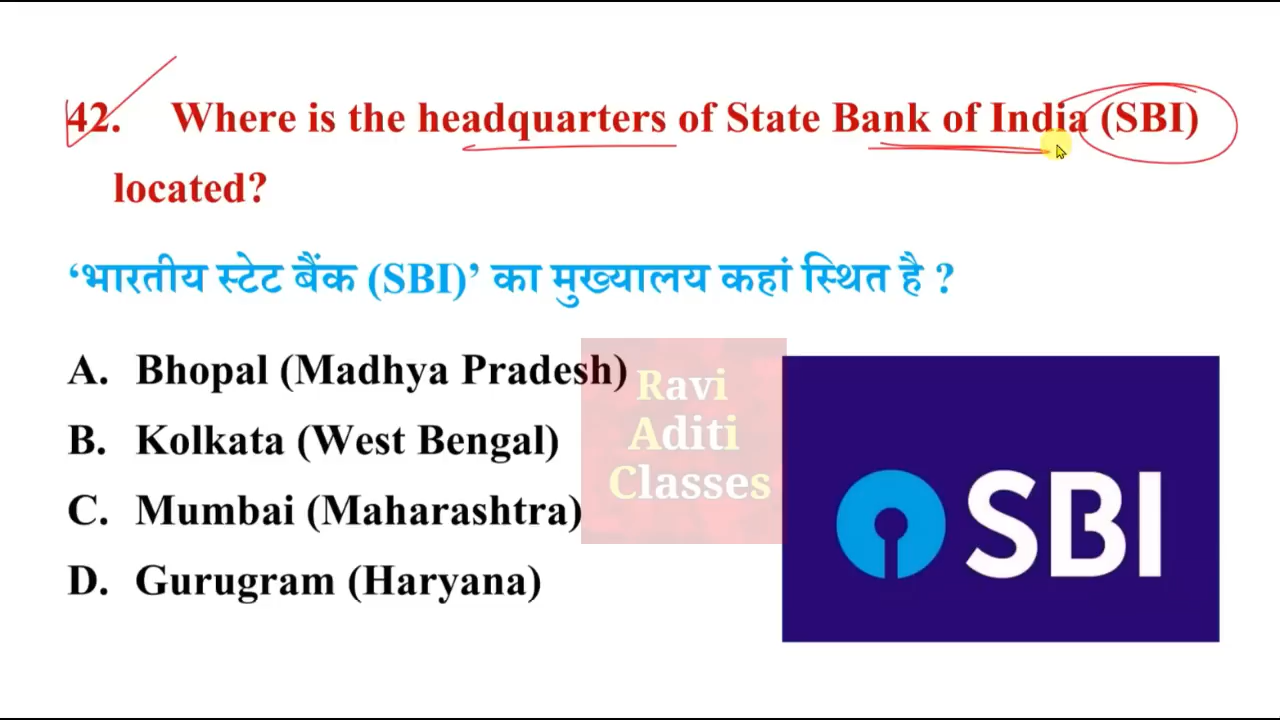 42. Where is the headquarters of State Bank of India (SBI)
located?
‘भारतीय स्टेट बैंक (SBI)’ का मुख्यालय कहां स्थित है ?
A. Bhopal (Madhya Pradesh)
B. Kolkata (West Bengal)
C. Mumbai (Maharashtra)
D. Gurugram (Haryana)
Ravi
Aditi
Classes
SBI